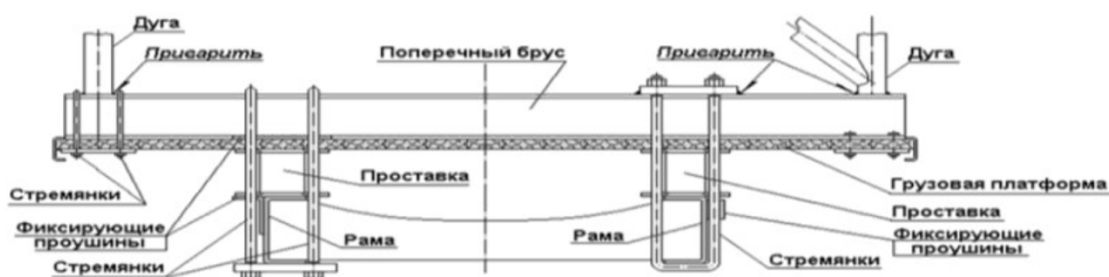 Дуга
Приварить
Поперечный брус
Приварить
Дуга
Стремянки
Проставка
Грузовая платформа
Проставка
Фиксирующие
проушины
Рама
Рама
Фиксирующие
проушины
Стремянки
Стремянки